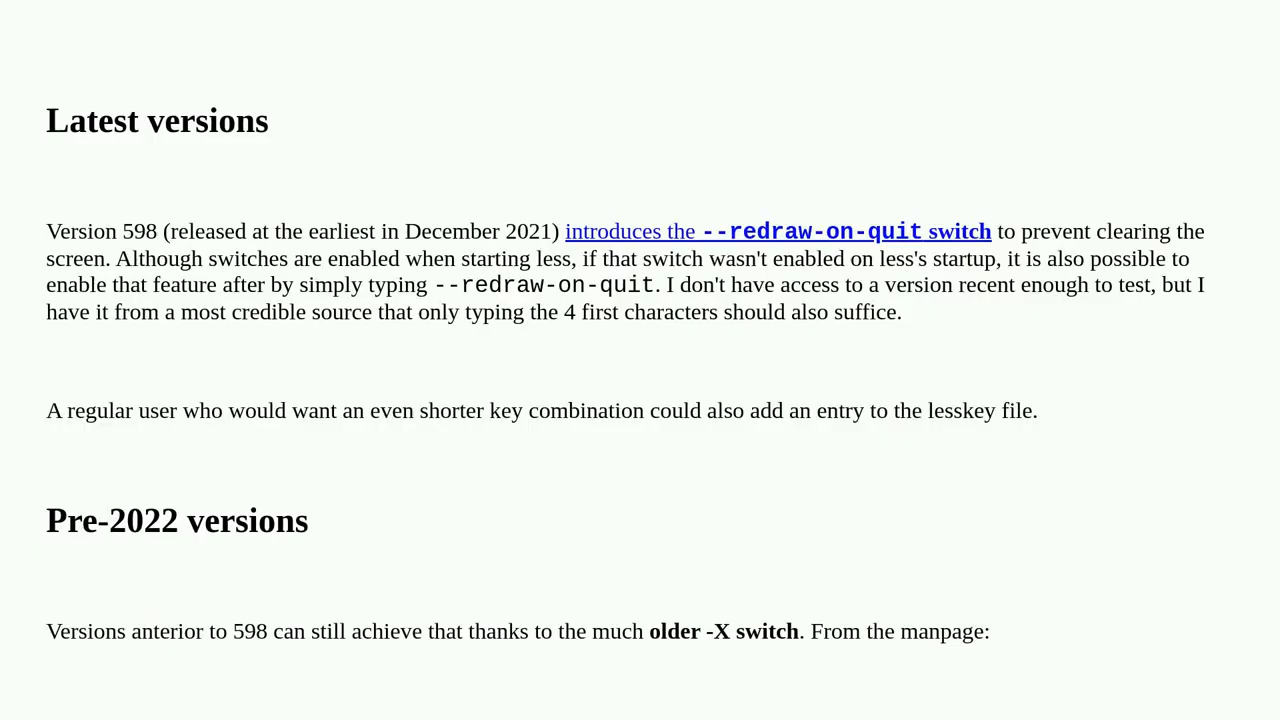 Latest versions
Version 598 (released at the earliest in December 2021) introduces the --redraw-on-quit switch to prevent clearing the
screen. Although switches are enabled when starting less, if that switch wasn't enabled on less's startup, it is also possible to
enable that feature after by simply typing --redraw-on-quit. I don't have access to a version recent enough to test, but I
have it from a most credible source that only typing the 4 first characters should also suffice.
A regular user who would want an even shorter key combination could also add an entry to the lesskey file.
Pre-2022 versions
Versions anterior to 598 can still achieve that thanks to the much older -X switch. From the manpage: